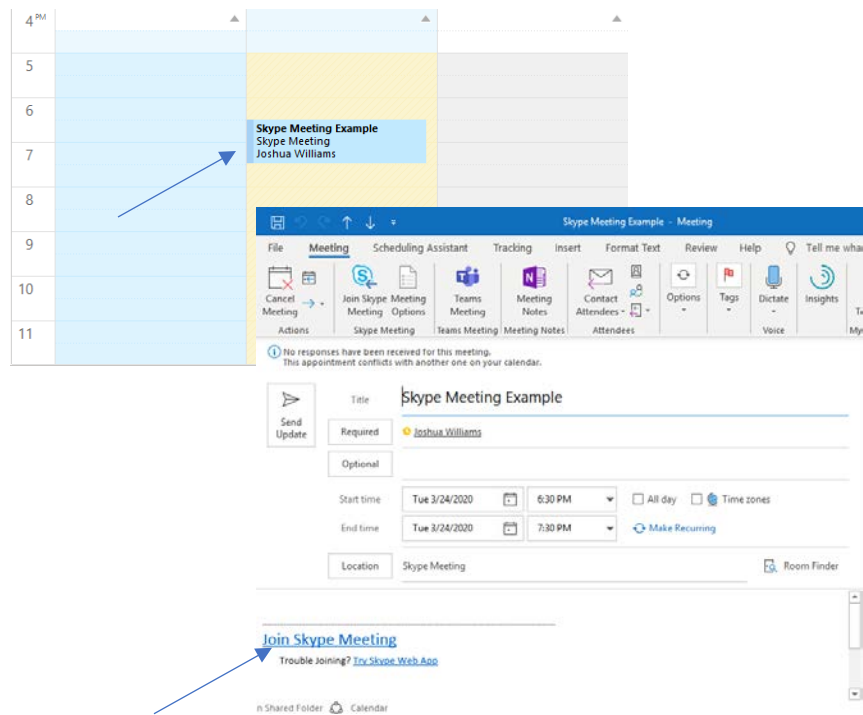 4 PM
5
6
Skype Meeting Example
Skype Meeting
7
Joshua Williams
8
9
10
11
Skype Meeting Example - Meeting
File Meeting Scheduling Assistant Tracking Insert Format Text Review Help Tell me wha
Cancel Meeting
Join Skype Meeting
Meeting Options
Teams Meeting
Meeting Notes
Contact Attendees
Options
Tags
Dictate
Insights
Actions Skype Meeting Teams Meeting Meeting Notes Attendees Voice My
No responses have been received for this meeting.
This appointment conflicts with another one on your calendar.
Send Update
Title Skype Meeting Example
Required Joshua Williams
Optional
Start time Tue 3/24/2020 6:30 PM All day Time zones
End time Tue 3/24/2020 7:30 PM Make Recurring
Location Skype Meeting Room Finder
Join Skype Meeting
Trouble Joining? Try Skype Web App
n Shared Folder Calendar